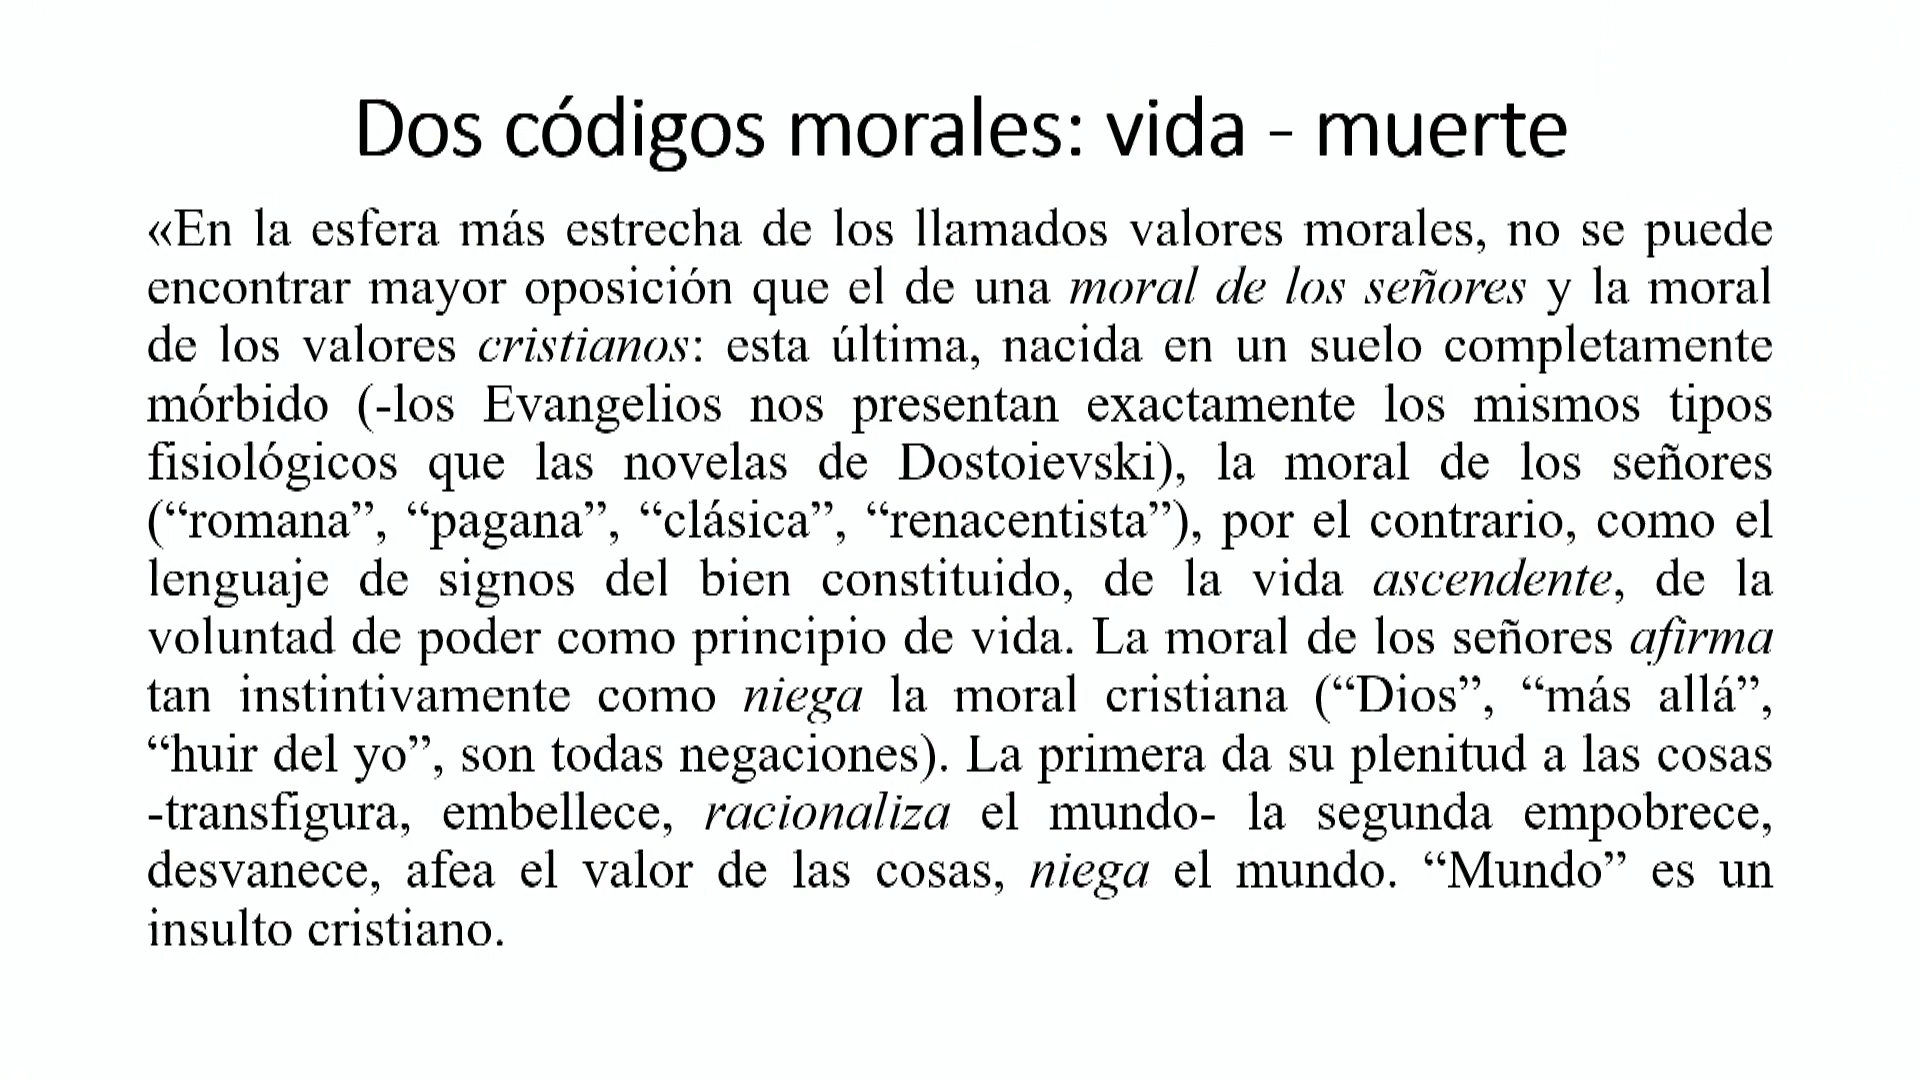 Dos códigos morales: vida - muerte
«En la esfera más estrecha de los llamados valores morales, no se puede
encontrar mayor oposición que el de una moral de los señores y la moral
de los valores cristianos: esta última, nacida en un suelo completamente
mórbido (-los Evangelios nos presentan exactamente los mismos tipos
fisiológicos que las novelas de Dostoievski), la moral de los señores
(“romana”, “pagana”, “clásica”, “renacentista”), por el contrario, como el
lenguaje de signos del bien constituido, de la vida ascendente, de la
voluntad de poder como principio de vida. La moral de los señores afirma
tan instintivamente como niega la moral cristiana (“Dios”, “más allá”,
“huir del yo”, son todas negaciones). La primera da su plenitud a las cosas
-transfigura, embellece, racionaliza el mundo- la segunda empobrece,
desvanece, afea el valor de las cosas, niega el mundo. “Mundo” es un
insulto cristiano.